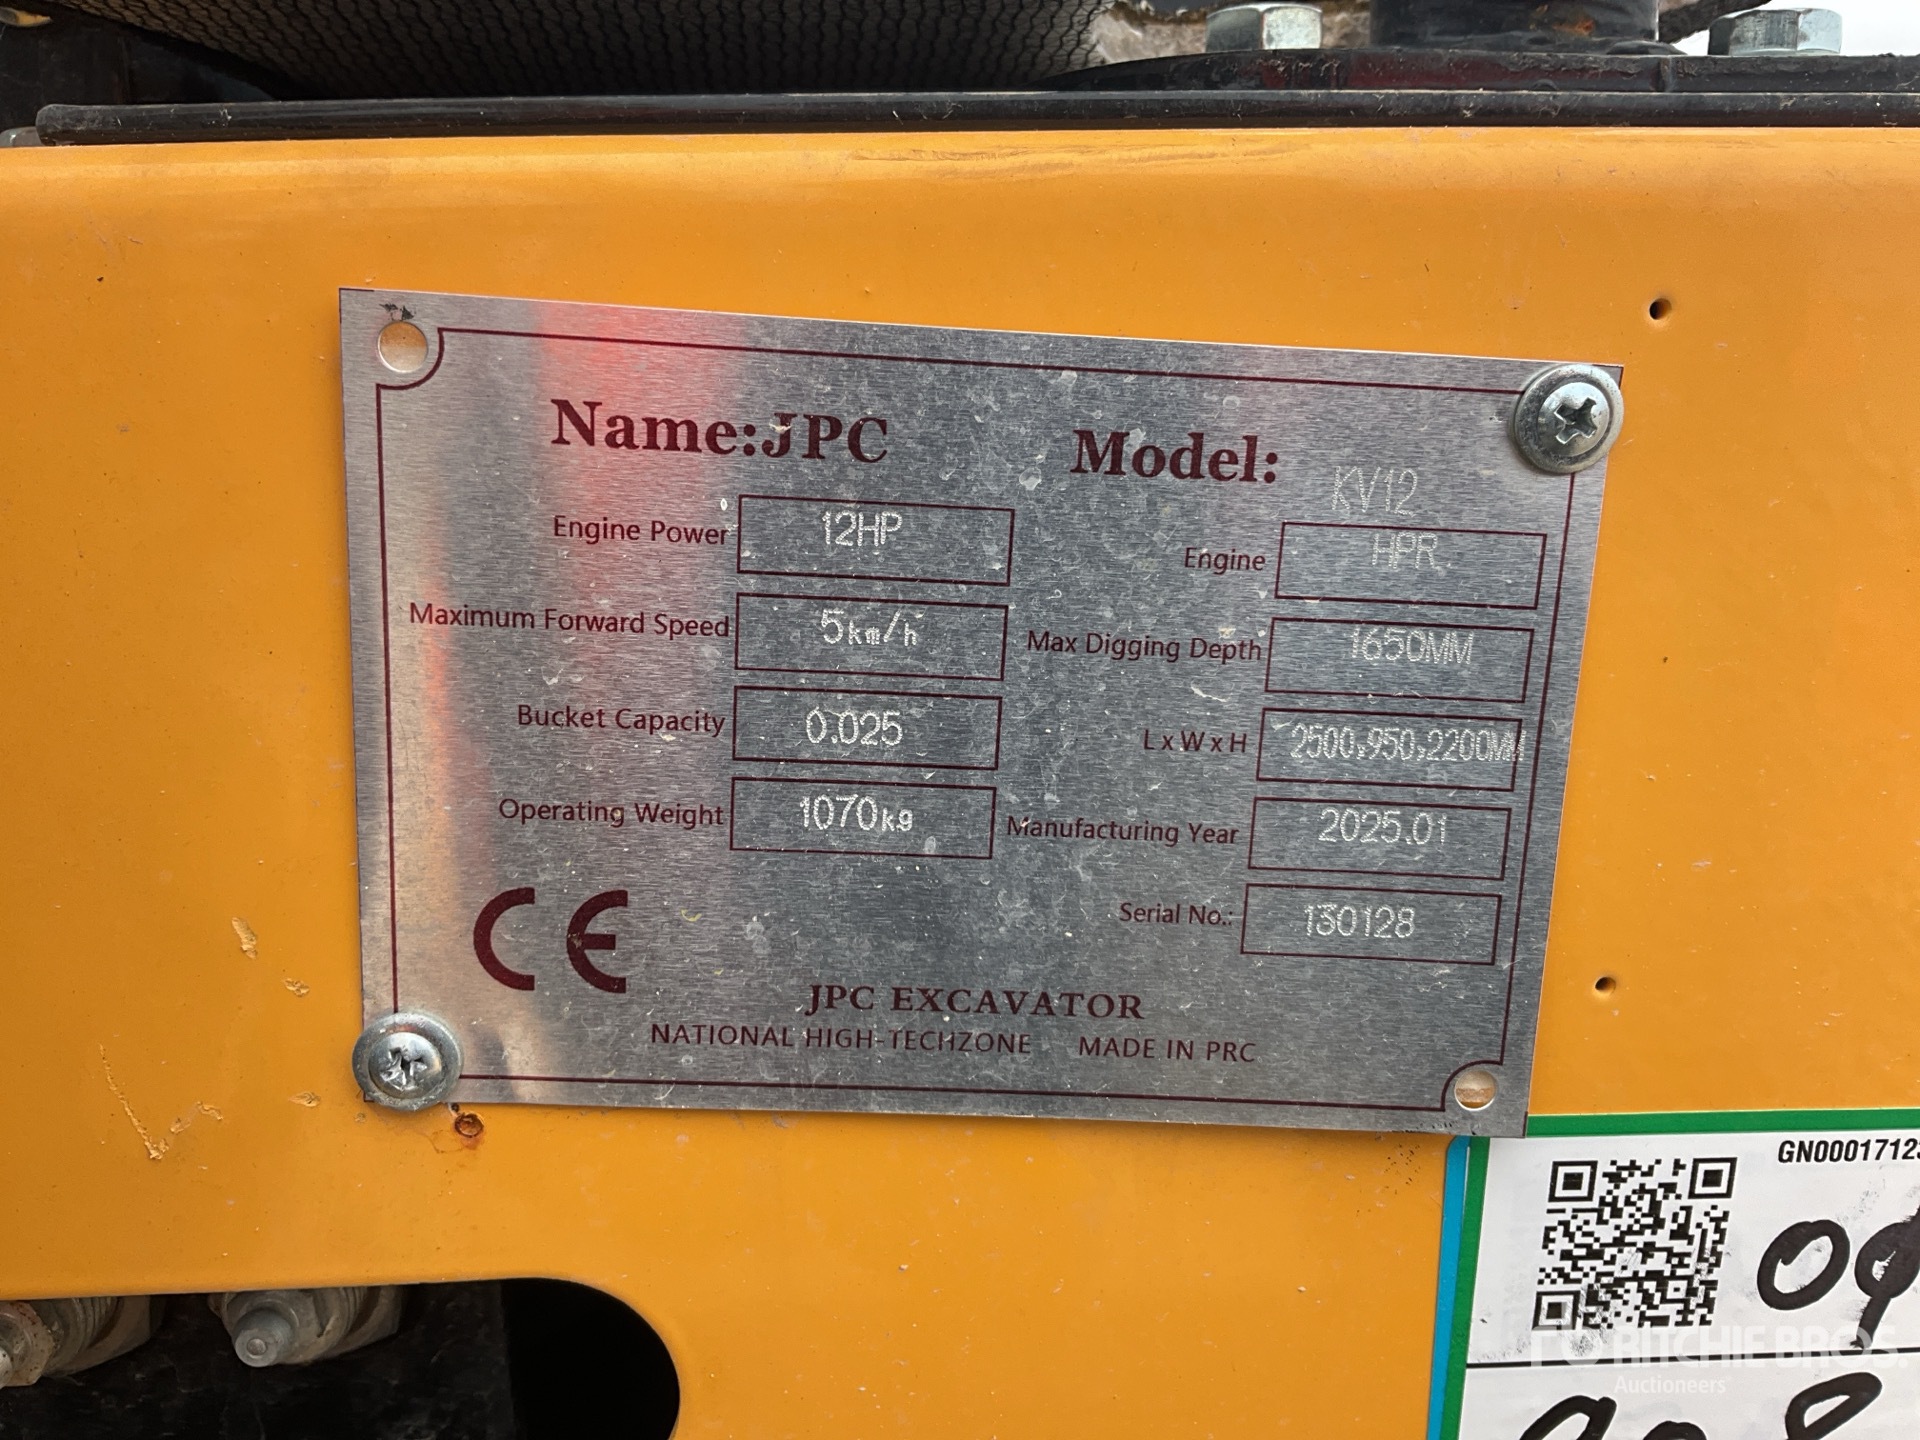 Name:JPC Model: KV12
Engine Power 12HP Engine HPR
Maximum Forward Speed 5km/h Max Digging Depth 1650MM
Bucket Capacity 0.025 L x W x H 2500,950,2200MM
Operating Weight 1070kg Manufacturing Year 2025.01
Serial No.: 130128
CE
JPC EXCAVATOR
NATIONAL HIGH-TECHZONE MADE IN PRC
RITCHIE BROS.
Auctioneers